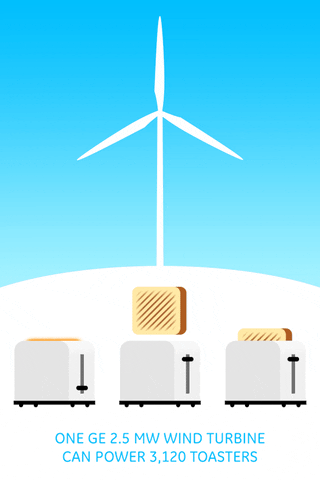 ONE GE 2.5 MW WIND TURBINE
CAN POWER 3,120 TOASTERS